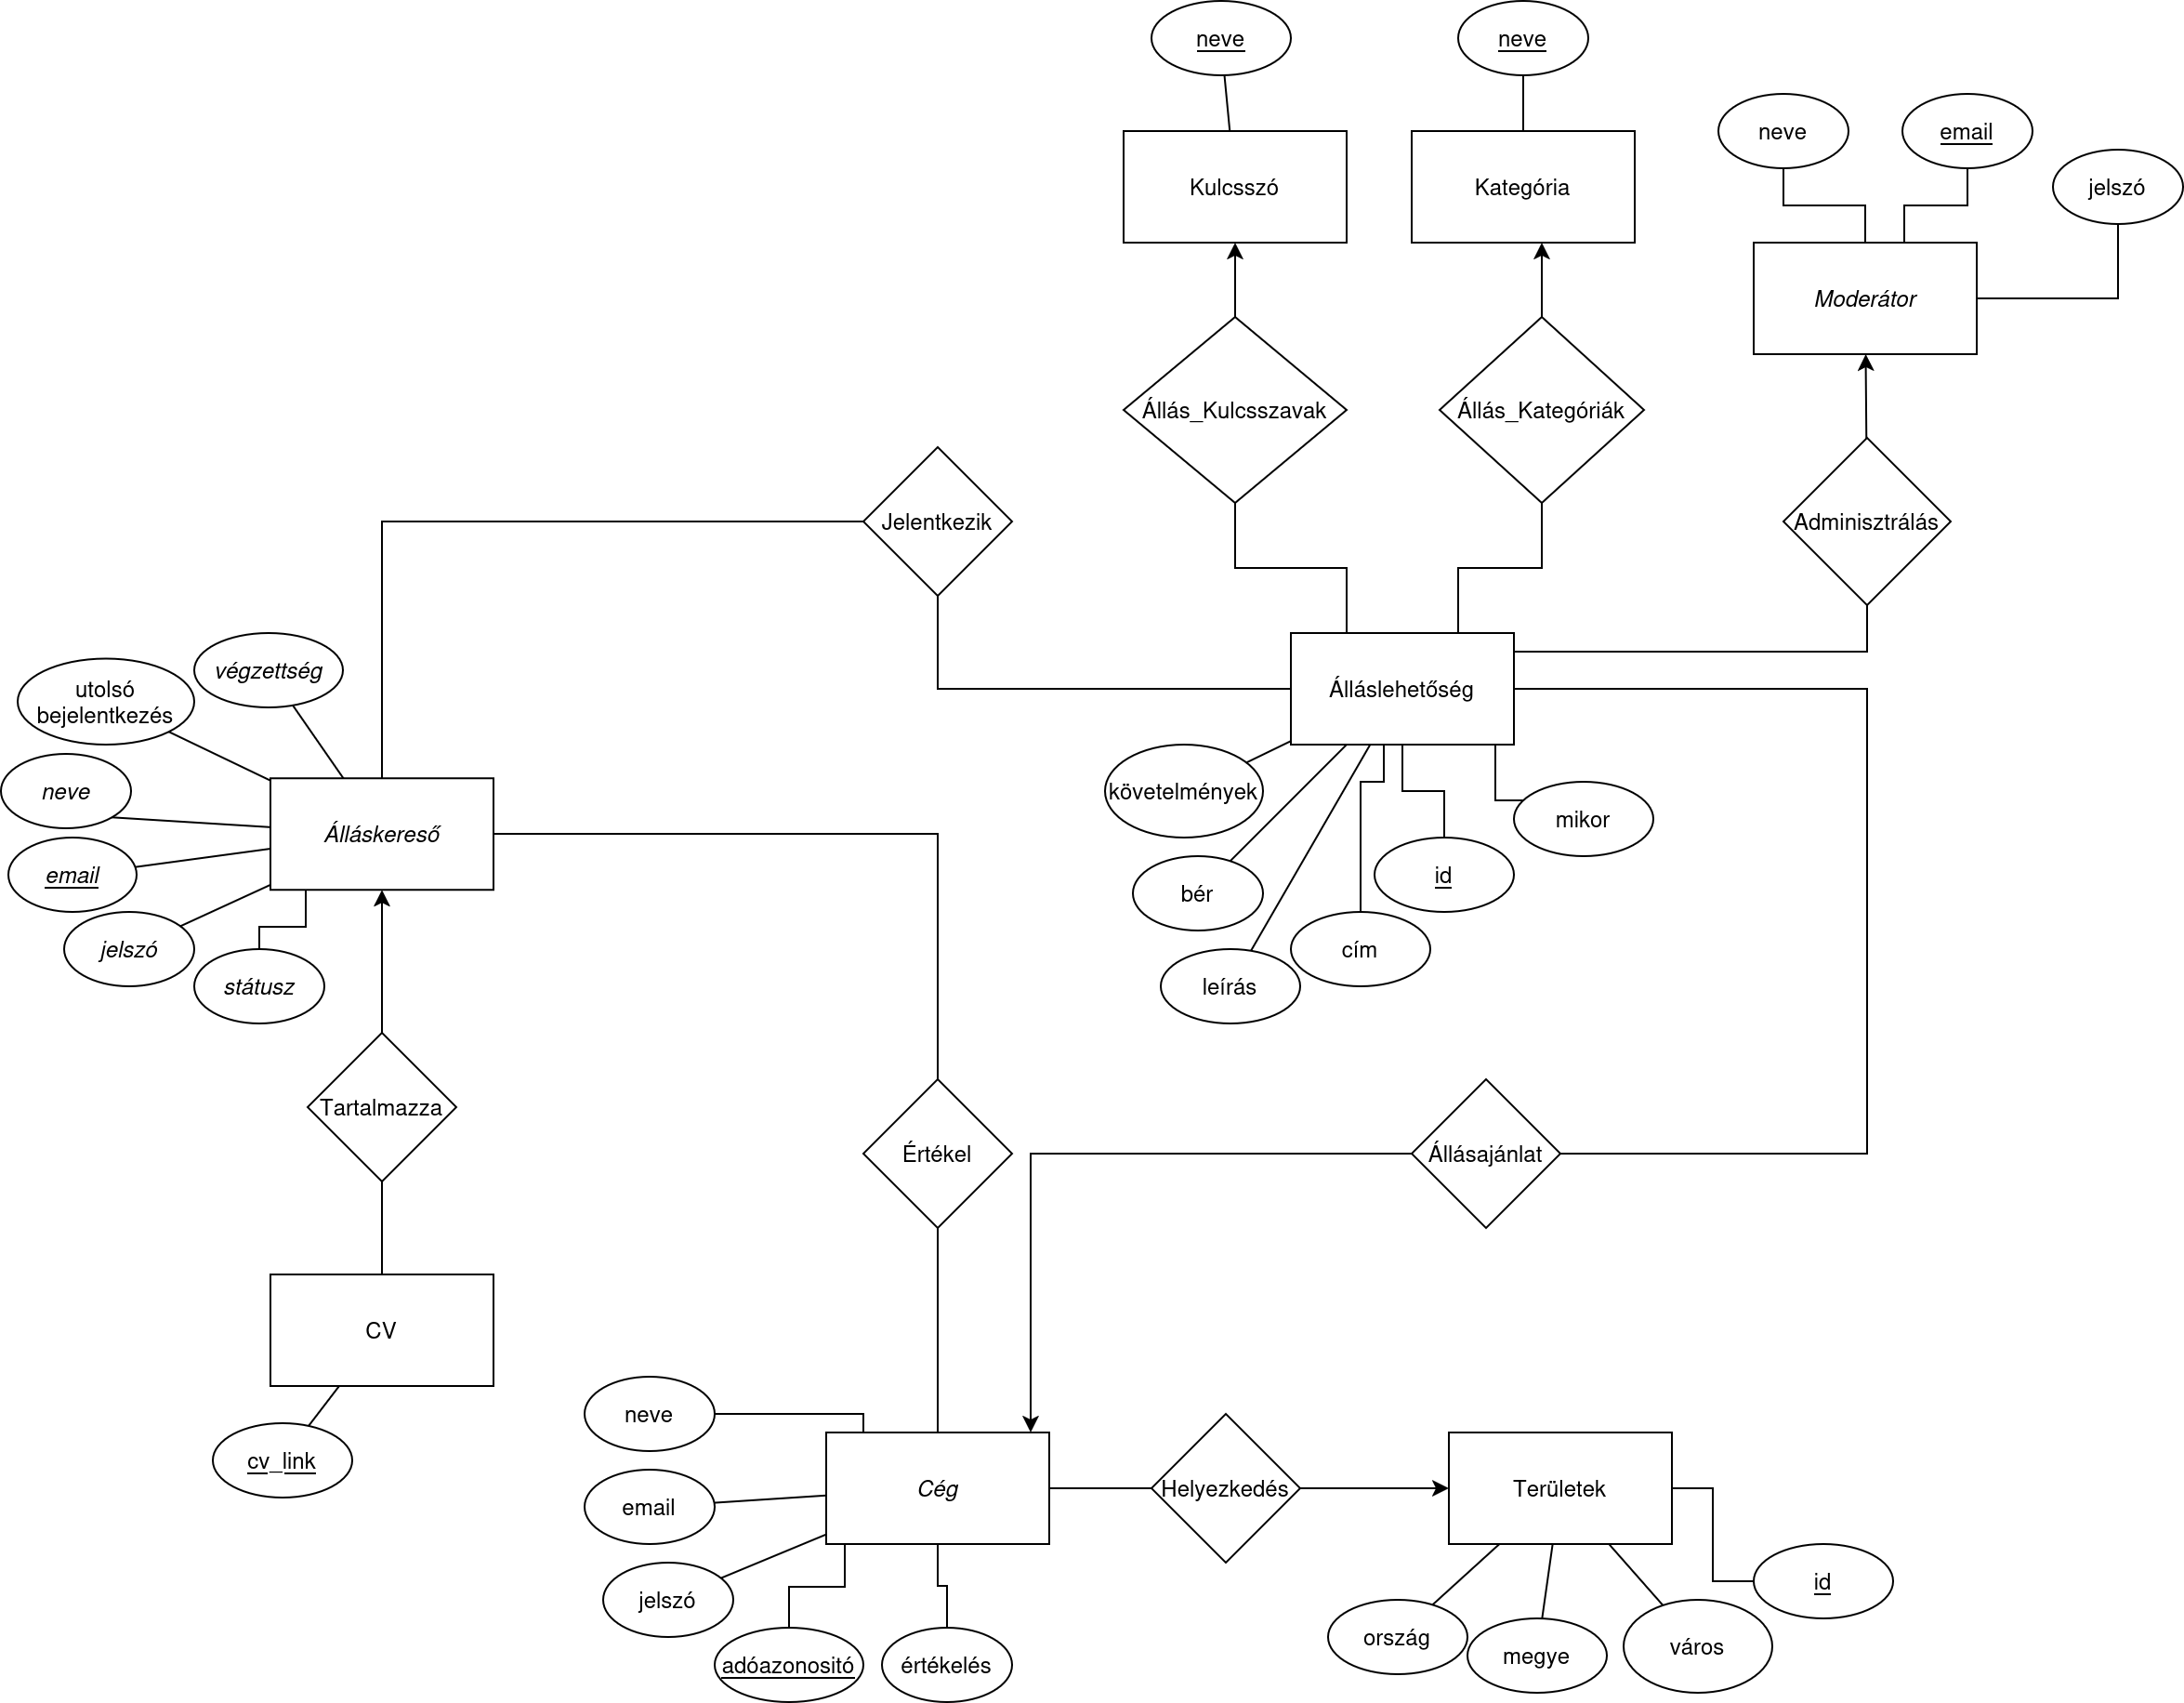 neve
neve
neve
email
jelszó
Kulcsszó
Kategória
Moderátor
Állás_Kulcsszavak
Állás_Kategóriák
Jelentkezik
Adminisztrálás
végzettség
utolsó
bejelentkezés
Álláslehetőség
neve
követelmények
mikor
Álláskereső
email
bér
id
jelszó
cím
státusz
leírás
Tartalmazza
Értékel
Állásajánlat
CV
neve
cv_link
email
Cég
Helyezkedés
Területek
jelszó
id
ország
megye
város
adóazonositó
értékelés